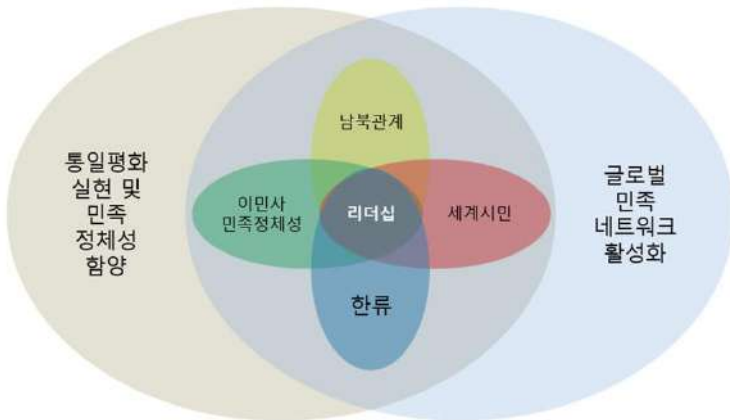 남북관계
통일평화
실현 및
민족
정체성
함양
이민사
민족정체성
리더십
세계시민
글로벌
민족
네트워크
활성화
한류